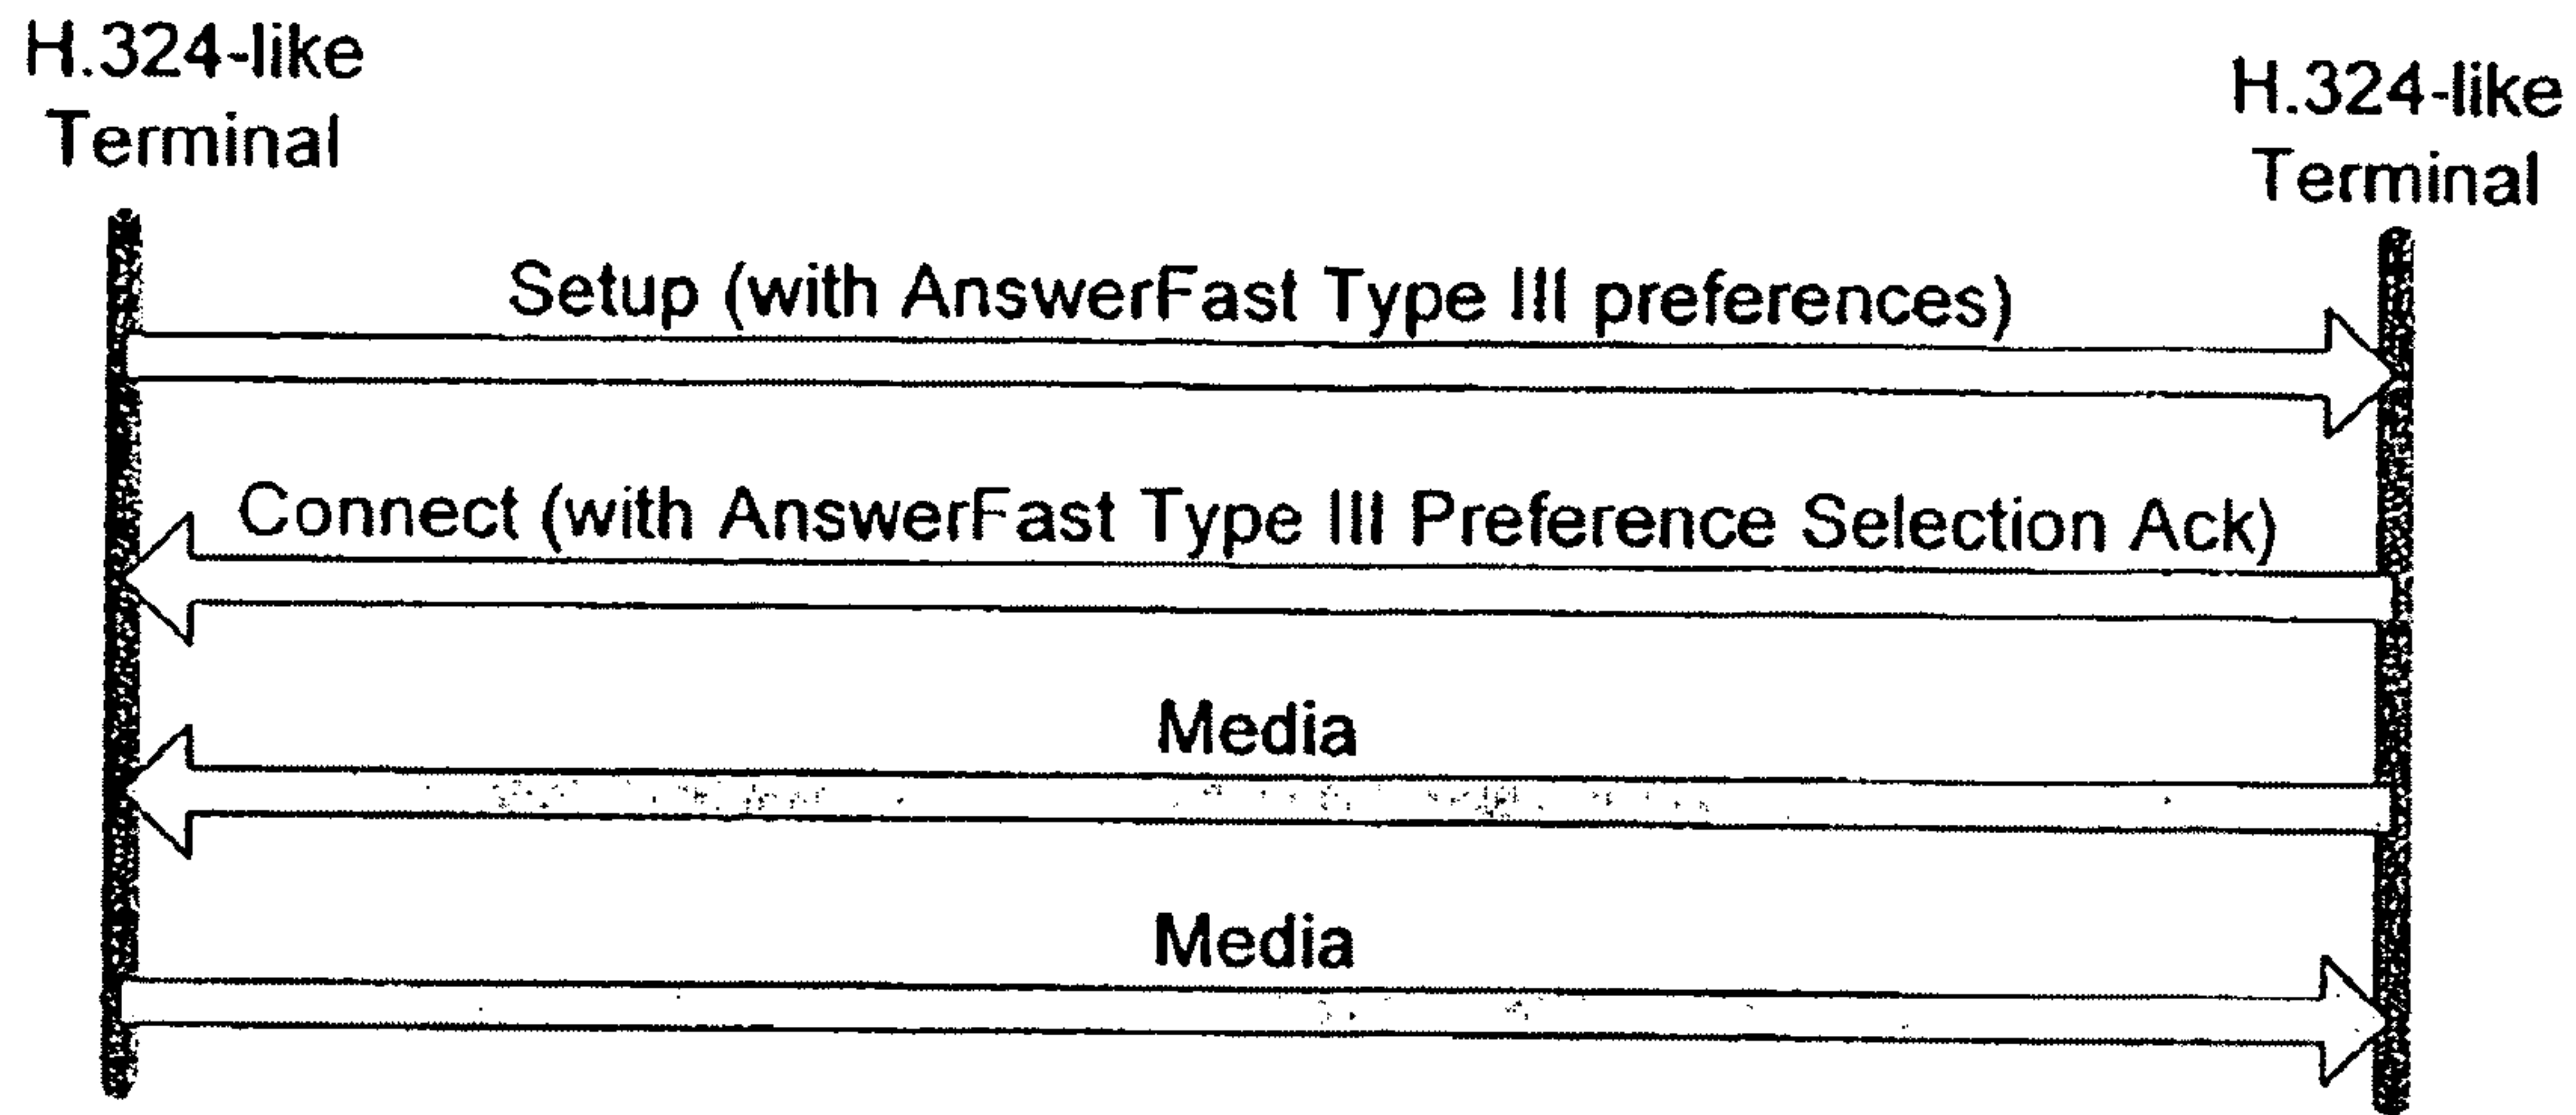 H.324-like
Terminal
H.324-like
Terminal
Setup (with AnswerFast Type III preferences)
Connect (with AnswerFast Type III Preference Selection Ack)
Media
Media